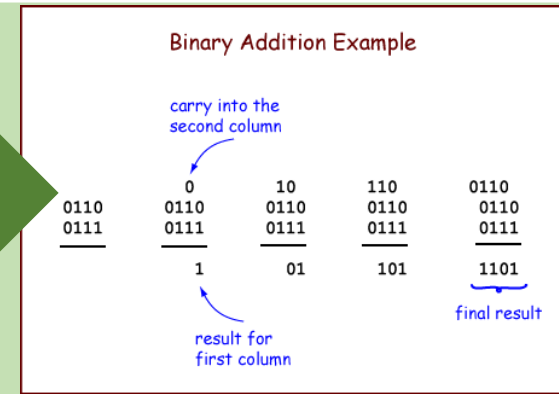 Binary Addition Example
carry into the
second column
0 10 110 0110
0110 0110 0110 0110 0110
0111 0111 0111 0111 0111
1 01 101 1101
final result
result for
first column